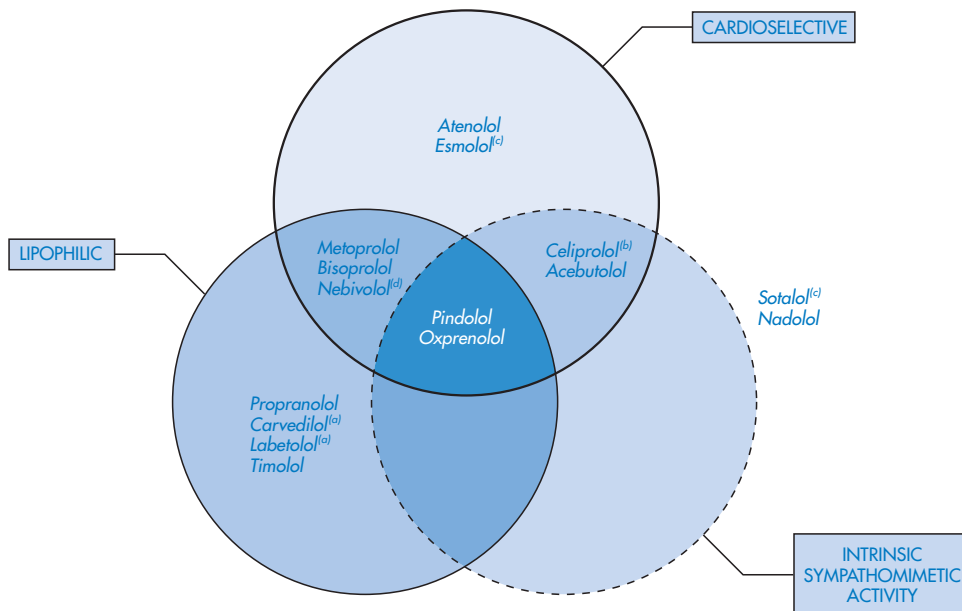 CARDIOSELECTIVE
Atenolol
Esmolol(c)
LIPOPHILIC
Metoprolol
Bisoprolol
Nebivolol(d)
Celiprolol(b)
Acebutolol
Sotalol(c)
Nadolol
Pindolol
Oxprenolol
Propranolol
Carvedilol(a)
Labetolol(a)
Timolol
INTRINSIC
SYMPATHOMIMETIC
ACTIVITY